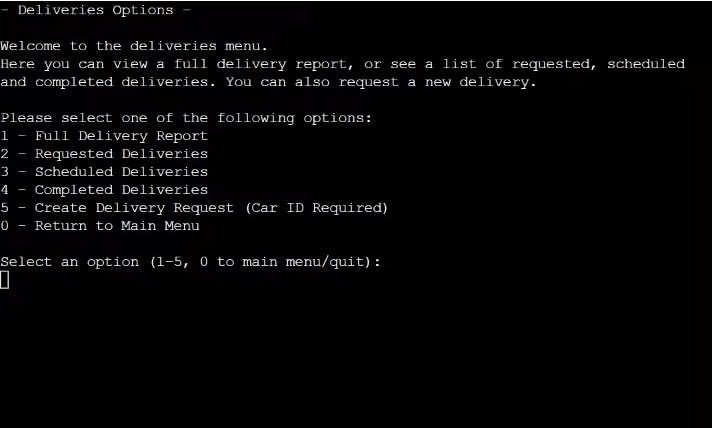 - Deliveries Options -
Welcome to the deliveries menu.
Here you can view a full delivery report, or see a list of requested, scheduled
and completed deliveries. You can also request a new delivery.
Please select one of the following options:
1 - Full Delivery Report
2 - Requested Deliveries
3 - Scheduled Deliveries
4 - Completed Deliveries
5 - Create Delivery Request (Car ID Required)
0 - Return to Main Menu
Select an option (1-5, 0 to main menu/quit):